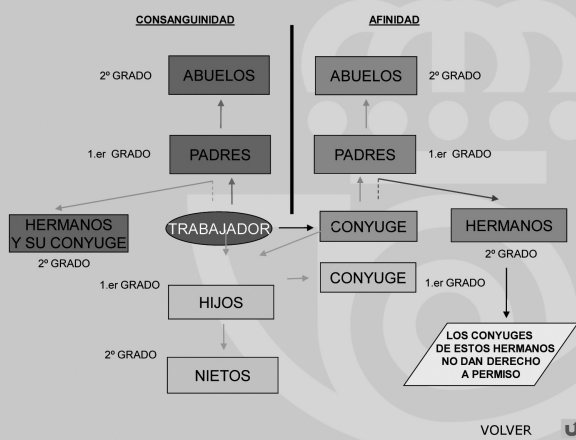 CONSANGUINIDAD
AFINIDAD
2º GRADO
ABUELOS
ABUELOS
2º GRADO
1.er GRADO
PADRES
PADRES
1.er GRADO
HERMANOS
Y SU CONYUGE
2º GRADO
TRABAJADOR
CONYUGE
HERMANOS
2º GRADO
1.er GRADO
HIJOS
CONYUGE
1.er GRADO
2º GRADO
NIETOS
LOS CONYUGES
DE ESTOS HERMANOS
NO DAN DERECHO
A PERMISO
VOLVER